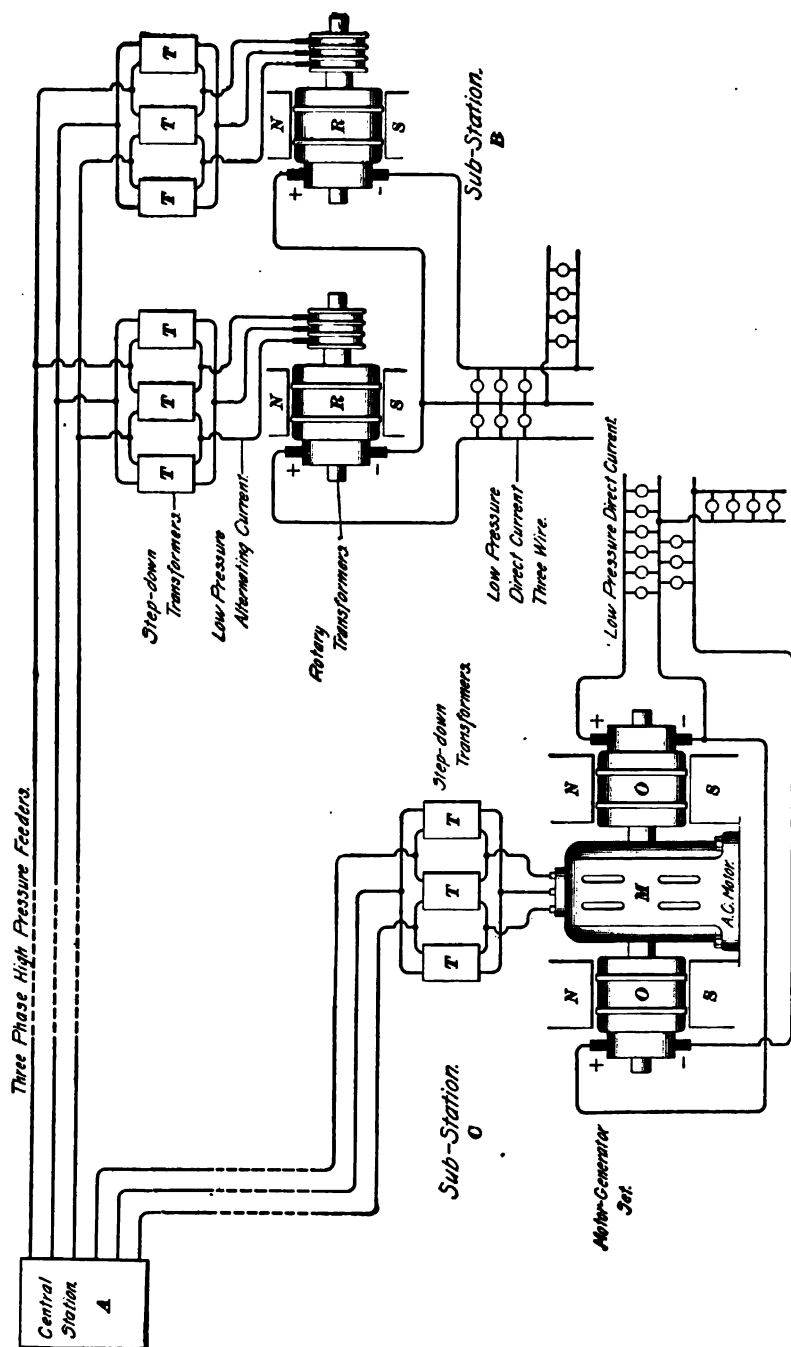 Three Phase High Pressure Feeders.
Central
Station
A
Step-down
Transformers
Low Pressure
Alternating Current.
Rotary
Transformers
T
T
T
T
T
T
N
R
S
+
-
N
R
S
+
-
Sub-Station.
B
Low Pressure
Direct Current
Three Wire.
Step-down
Transformers.
T
T
T
Sub-Station.
C
Motor-Generator
Set.
N
O
S
+
-
M
A.C. Motor.
N
O
S
+
-
Low Pressure Direct Current.